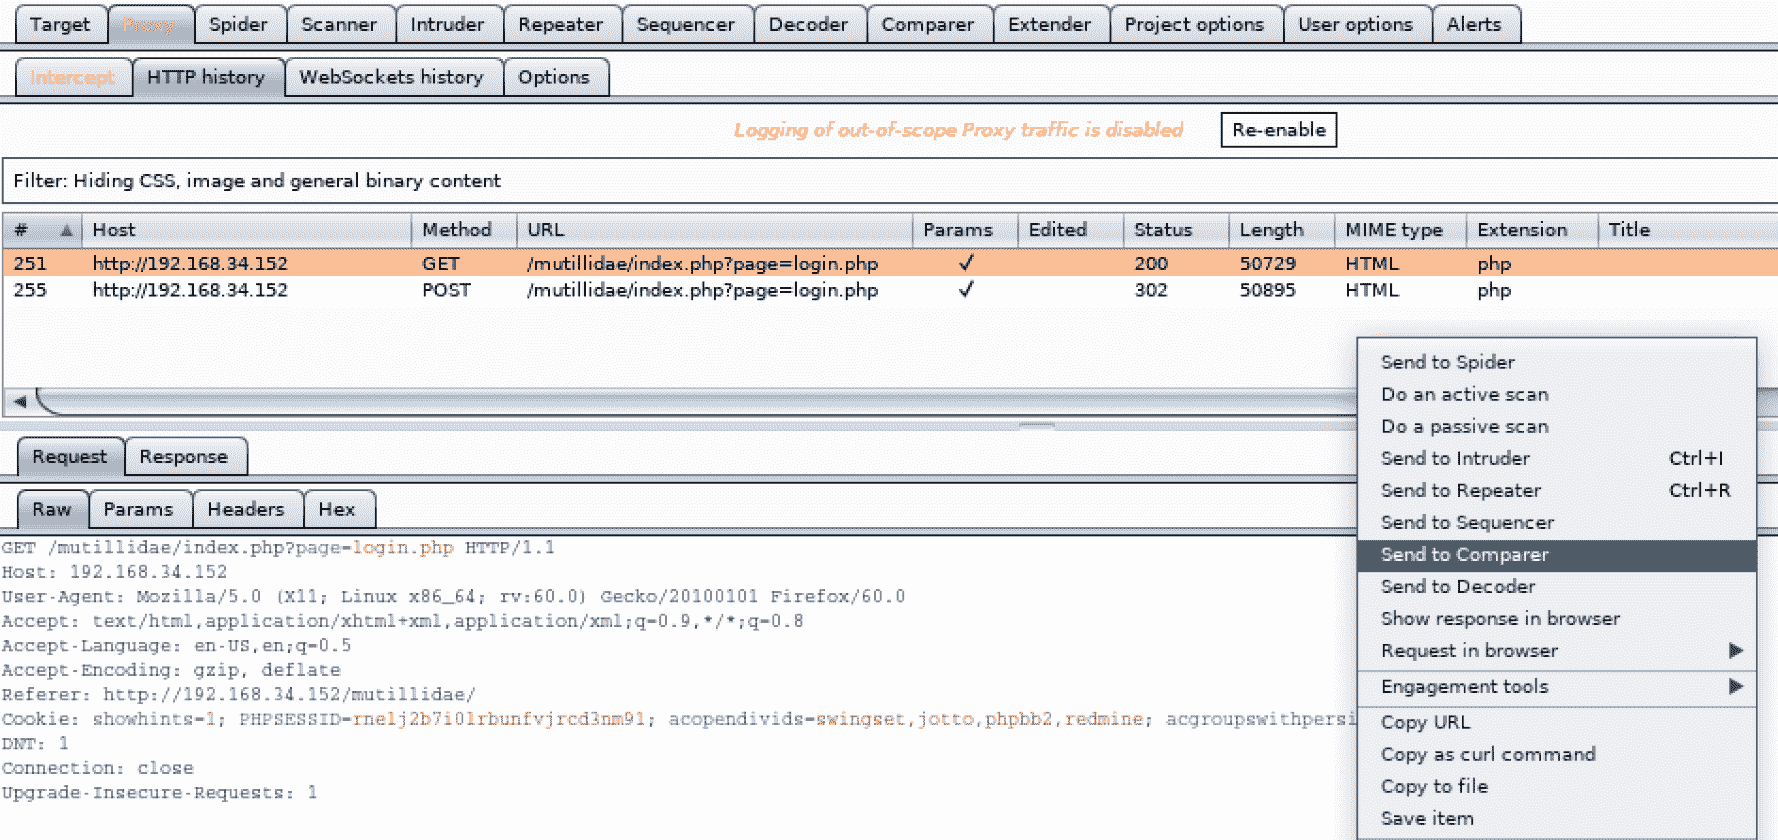 Target Proxy Spider Scanner Intruder Repeater Sequencer Decoder Comparer Extender Project options User options Alerts
Intercept HTTP history WebSockets history Options
Logging of out-of-scope Proxy traffic is disabled Re-enable
Filter: Hiding CSS, image and general binary content
# Host Method URL Params Edited Status Length MIME type Extension Title
251 http://192.168.34.152 GET /mutillidae/index.php?page=login.php ✓ 200 50729 HTML php
255 http://192.168.34.152 POST /mutillidae/index.php?page=login.php ✓ 302 50895 HTML php
Request Response
Raw Params Headers Hex
GET /mutillidae/index.php?page=login.php HTTP/1.1
Host: 192.168.34.152
User-Agent: Mozilla/5.0 (X11; Linux x86_64; rv:60.0) Gecko/20100101 Firefox/60.0
Accept: text/html,application/xhtml+xml,application/xml;q=0.9,*/*;q=0.8
Accept-Language: en-US,en;q=0.5
Accept-Encoding: gzip, deflate
Referer: http://192.168.34.152/mutillidae/
Cookie: showhints=1; PHPSESSID=rnelj2b7i0lrbunfvjrcd3nm91; acopendivids=swingset,jotto,phpbb2,redmine; acgroupswithpersi
DNT: 1
Connection: close
Upgrade-Insecure-Requests: 1
Send to Spider
Do an active scan
Do a passive scan
Send to Intruder Ctrl+I
Send to Repeater Ctrl+R
Send to Sequencer
Send to Comparer
Send to Decoder
Show response in browser
Request in browser
Engagement tools
Copy URL
Copy as curl command
Copy to file
Save item